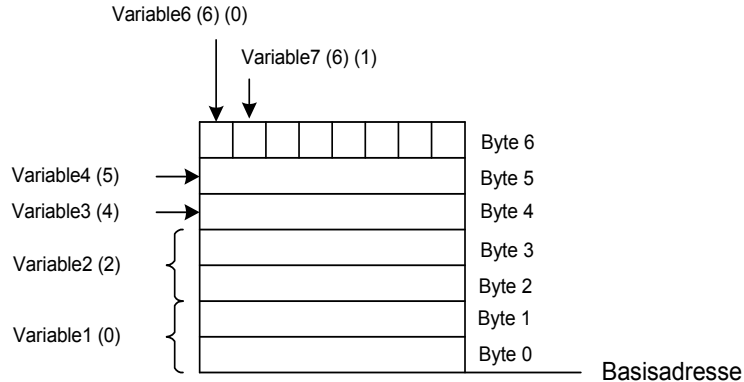 Variable6 (6) (0)
Variable7 (6) (1)
Byte 6
Variable4 (5)
Byte 5
Variable3 (4)
Byte 4
Byte 3
Variable2 (2)
Byte 2
Byte 1
Variable1 (0)
Byte 0
Basisadresse